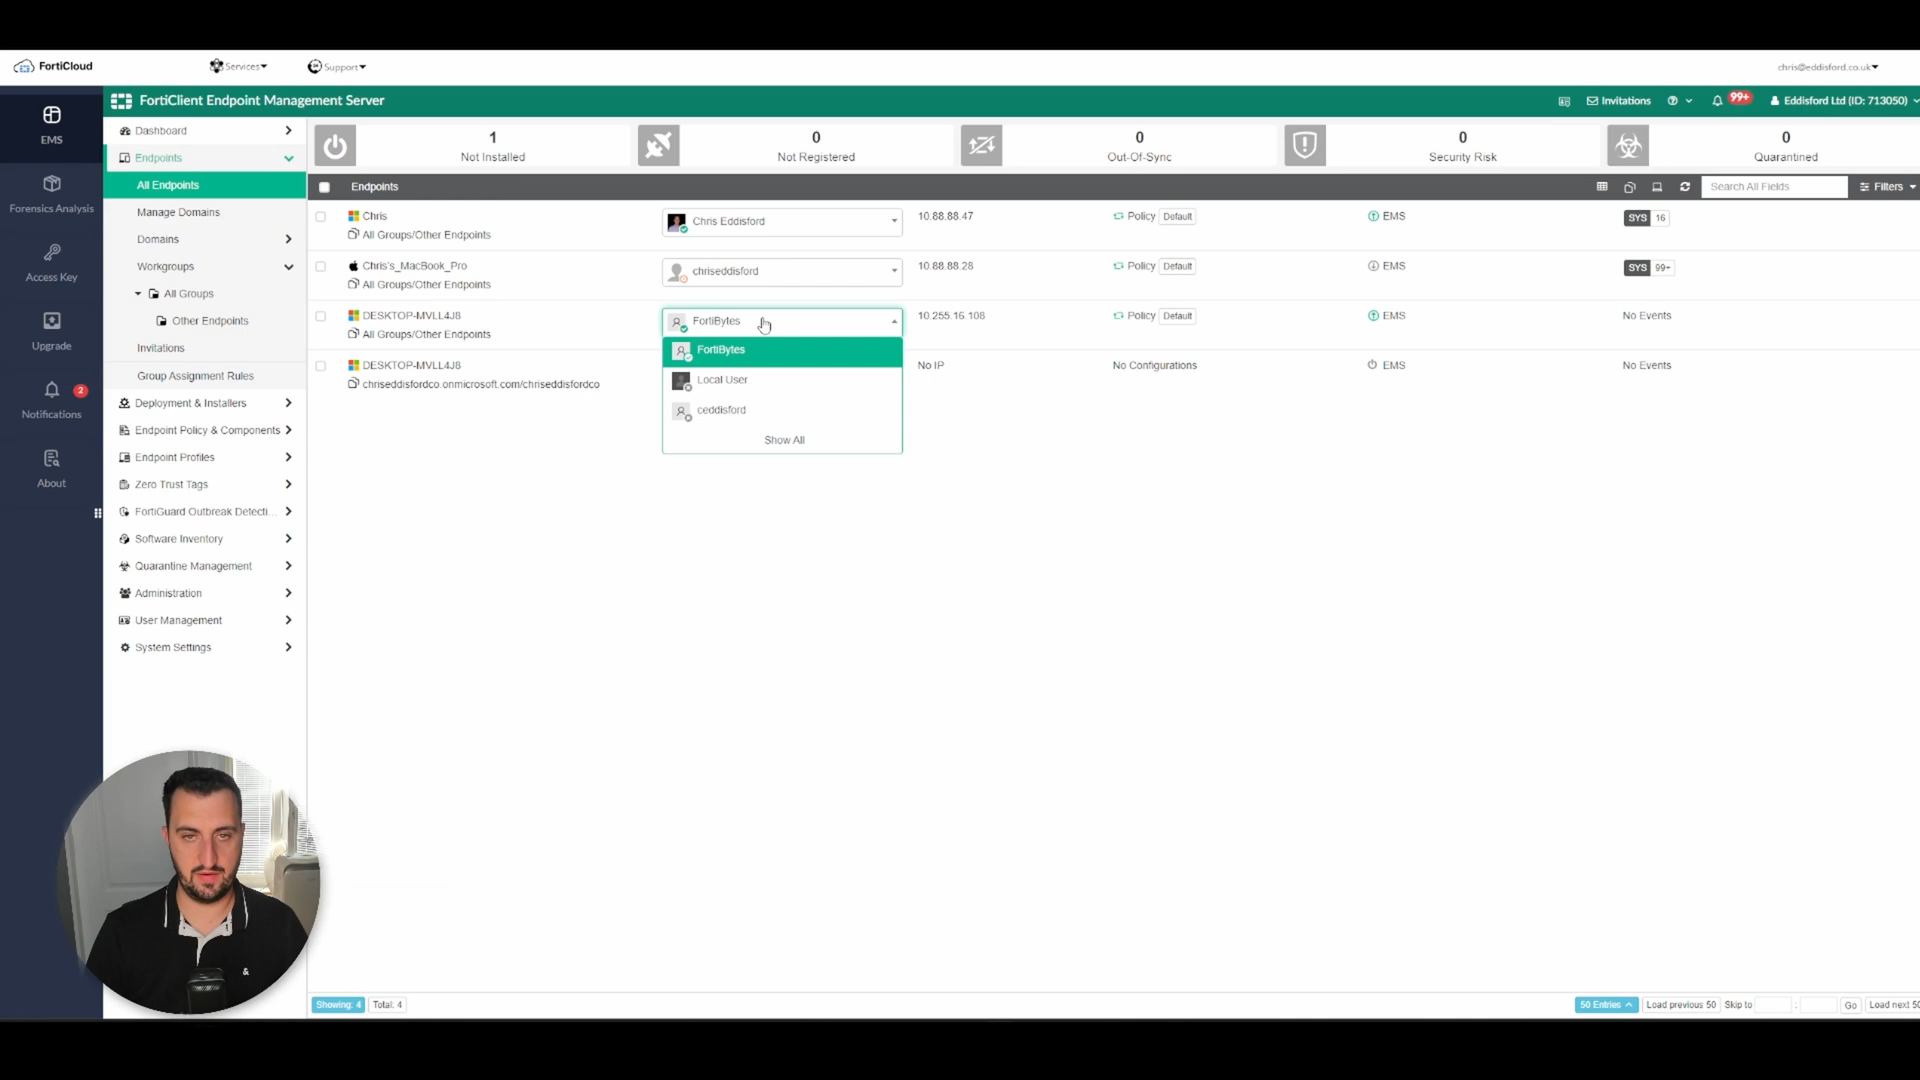 FortiCloud
Services
Support
chris@eddisford.co.uk
EMS
Forensics Analysis
Access Key
Upgrade
2
Notifications
About
FortiClient Endpoint Management Server
Invitations
99+
Eddisford Ltd (ID: 713050)
Dashboard
Endpoints
All Endpoints
Manage Domains
Domains
Workgroups
All Groups
Other Endpoints
Invitations
Group Assignment Rules
Deployment & Installers
Endpoint Policy & Components
Endpoint Profiles
Zero Trust Tags
FortiGuard Outbreak Detecti...
Software Inventory
Quarantine Management
Administration
User Management
System Settings
1
Not Installed
0
Not Registered
0
Out-Of-Sync
0
Security Risk
0
Quarantined
Endpoints
Search All Fields
Filters
Chris
All Groups/Other Endpoints
Chris Eddisford
10.88.88.47
Policy Default
EMS
SYS 16
Chris's_MacBook_Pro
All Groups/Other Endpoints
chriseddisford
10.88.88.28
Policy Default
EMS
SYS 99+
DESKTOP-MVLL4J8
All Groups/Other Endpoints
FortiBytes
10.255.16.108
Policy Default
EMS
No Events
FortiBytes
Local User
ceddisford
Show All
DESKTOP-MVLL4J8
chriseddisfordco.onmicrosoft.com/chriseddisfordco
No IP
No Configurations
EMS
No Events
Showing: 4
Total: 4
50 Entries
Load previous 50
Skip to
:
Go
Load next 50
&